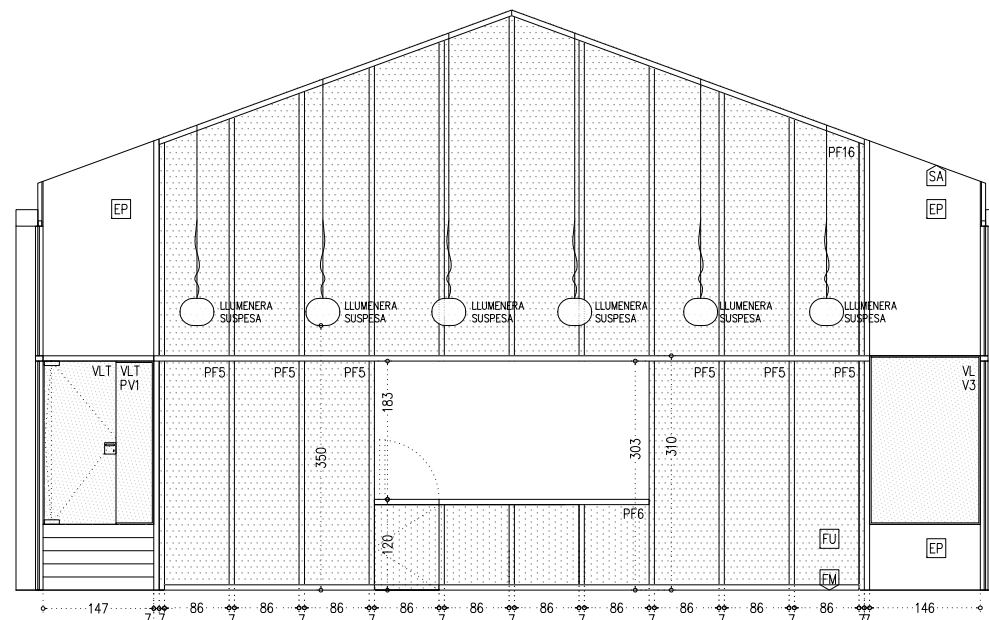 PF16
SA
EP
EP
LLUMENERA
SUSPESA
LLUMENERA
SUSPESA
LLUMENERA
SUSPESA
LLUMENERA
SUSPESA
LLUMENERA
SUSPESA
LLUMENERA
SUSPESA
VLT
VLT
PV1
PF5
PF5
PF5
PF5
PF5
PF5
VL
V3
183
350
303
310
PF6
120
FU
EP
FM
147
7
7
86
7
86
7
86
7
86
7
86
7
86
7
86
7
86
7
86
7
86
7
7
146